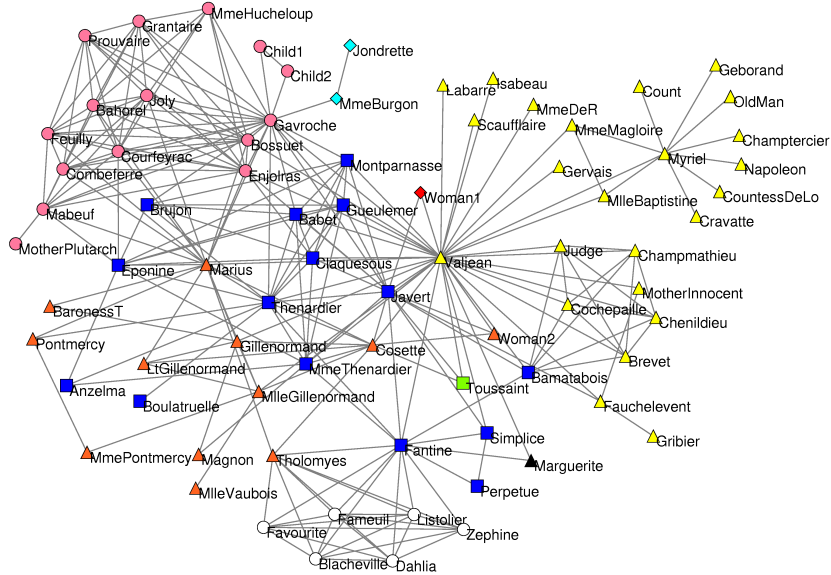 MmeHucheloup
Grantaire
Prouvaire
Child1
Jondrette
Child2
Geborand
Labarre
Isabeau
Count
OldMan
Joly
MmeBurgon
Bahorel
MmeDeR
Scaufflaire
MmeMagloire
Gavroche
Feuilly
Champtercier
Bossuet
Courfeyrac
Myriel
Montparnasse
Gervais
Napoleon
Combeferre
Enjolras
Woman1
MlleBaptistine
CountessDeLo
Mabeuf
Brujon
Babet
Gueulemer
Cravatte
MotherPlutarch
Judge
Champmathieu
Eponine
Marius
Claquesous
Valjean
MotherInnocent
Javert
Thenardier
Cochepaille
BaronessT
Chenildieu
Pontmercy
Gillenormand
Cosette
Woman2
LtGillenormand
MmeThenardier
Brevet
Bamatabois
Anzelma
Toussaint
MlleGillenormand
Boulatruelle
Fauchelevent
Simplice
Gribier
Fantine
MmePontmercy
Magnon
Tholomyes
Marguerite
MlleVaubois
Perpetue
Fameuil
Listolier
Favourite
Zephine
Blacheville
Dahlia